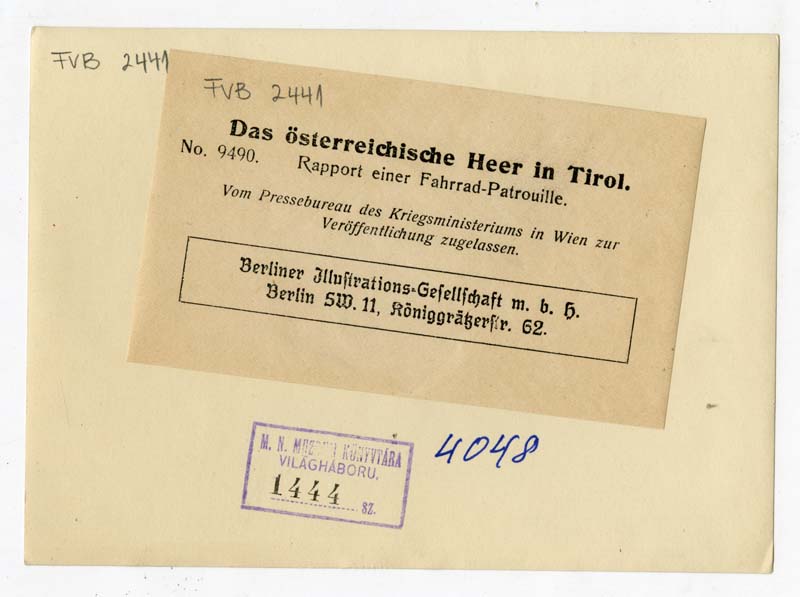 FVB 2441
FVB 2441
Das österreichische Heer in Tirol.
No. 9490. Rapport einer Fahrrad-Patrouille.
Vom Pressebureau des Kriegsministeriums in Wien zur
Veröffentlichung zugelassen.
Berliner Illuſtrations-Geſellſchaft m. b. H.
Berlin SW. 11, Königgrätzerſtr. 62.
M. N. MUZEUM KÖNYVTÁRA
VILÁGHÁBORU.
1444 SZ.
4048